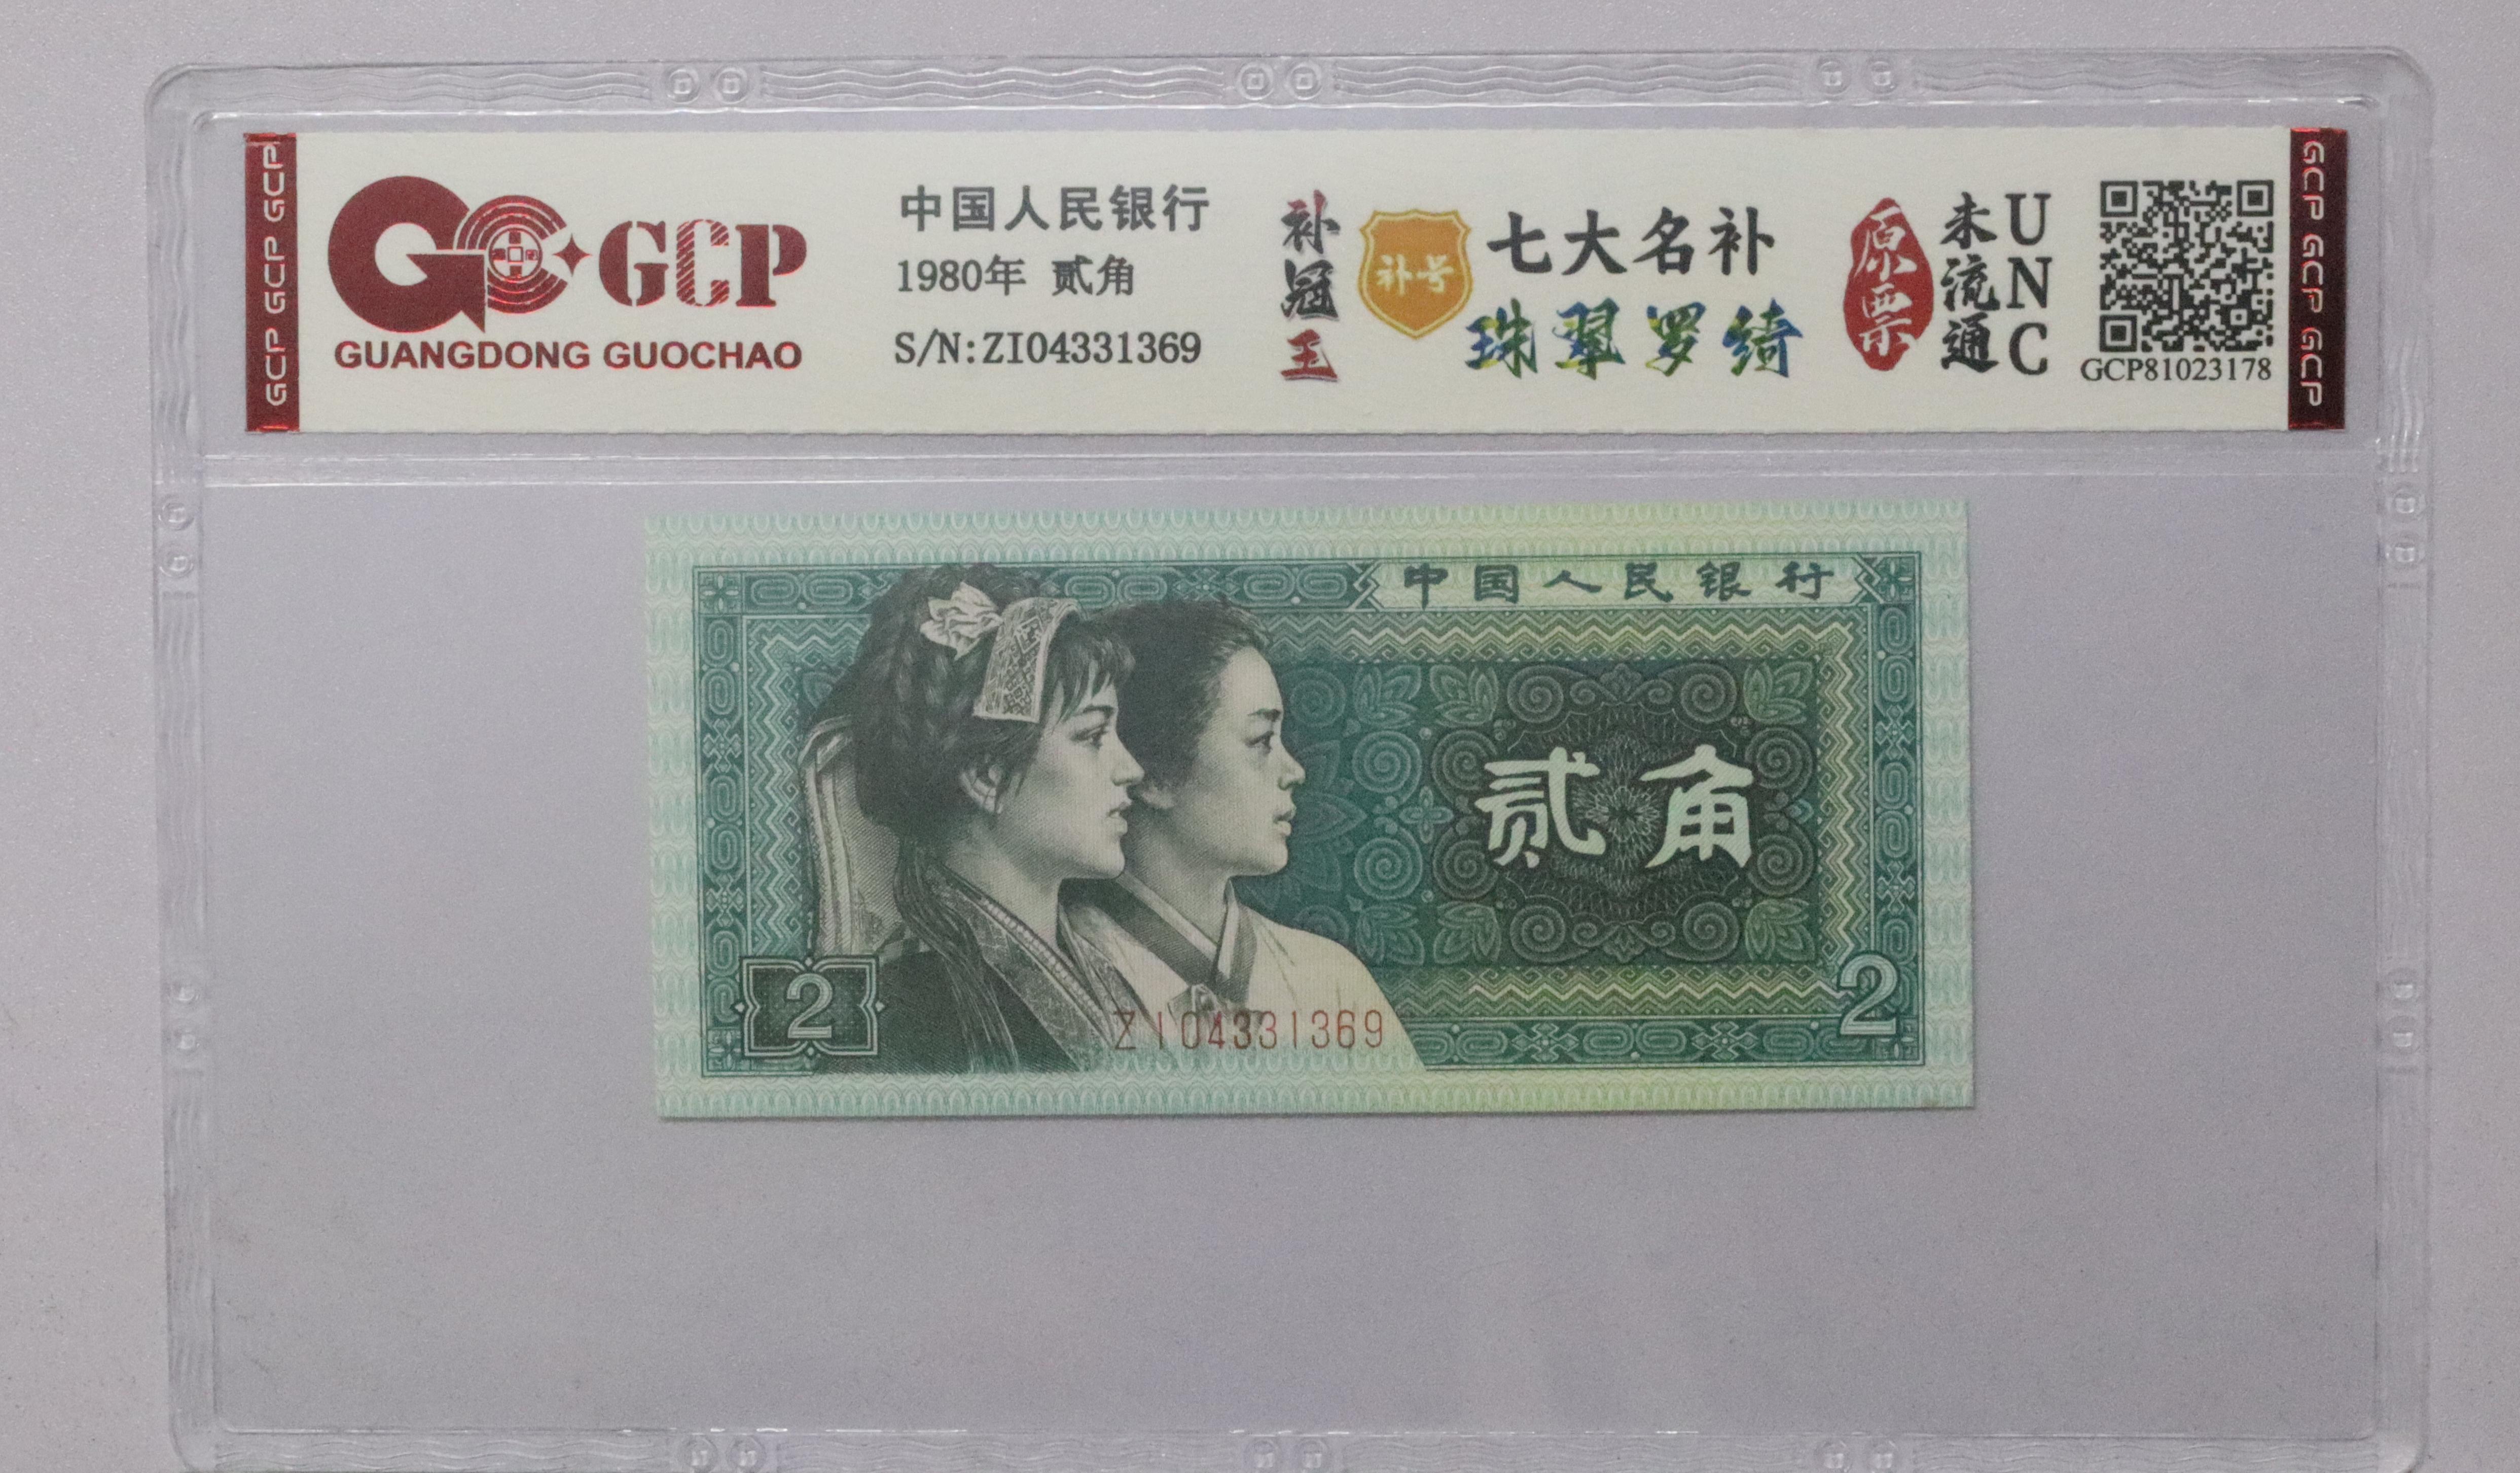 GCP GCP GCP
GCP
GUANGDONG GUOCHAO
中国人民银行
1980年 贰角
S/N:ZI04331369
补冠王
补号
七大名补
珠翠罗绮
原票
未流通
UNC
GCP81023178
GCP GCP GCP
中国人民银行
贰角
2
2
ZI04331369